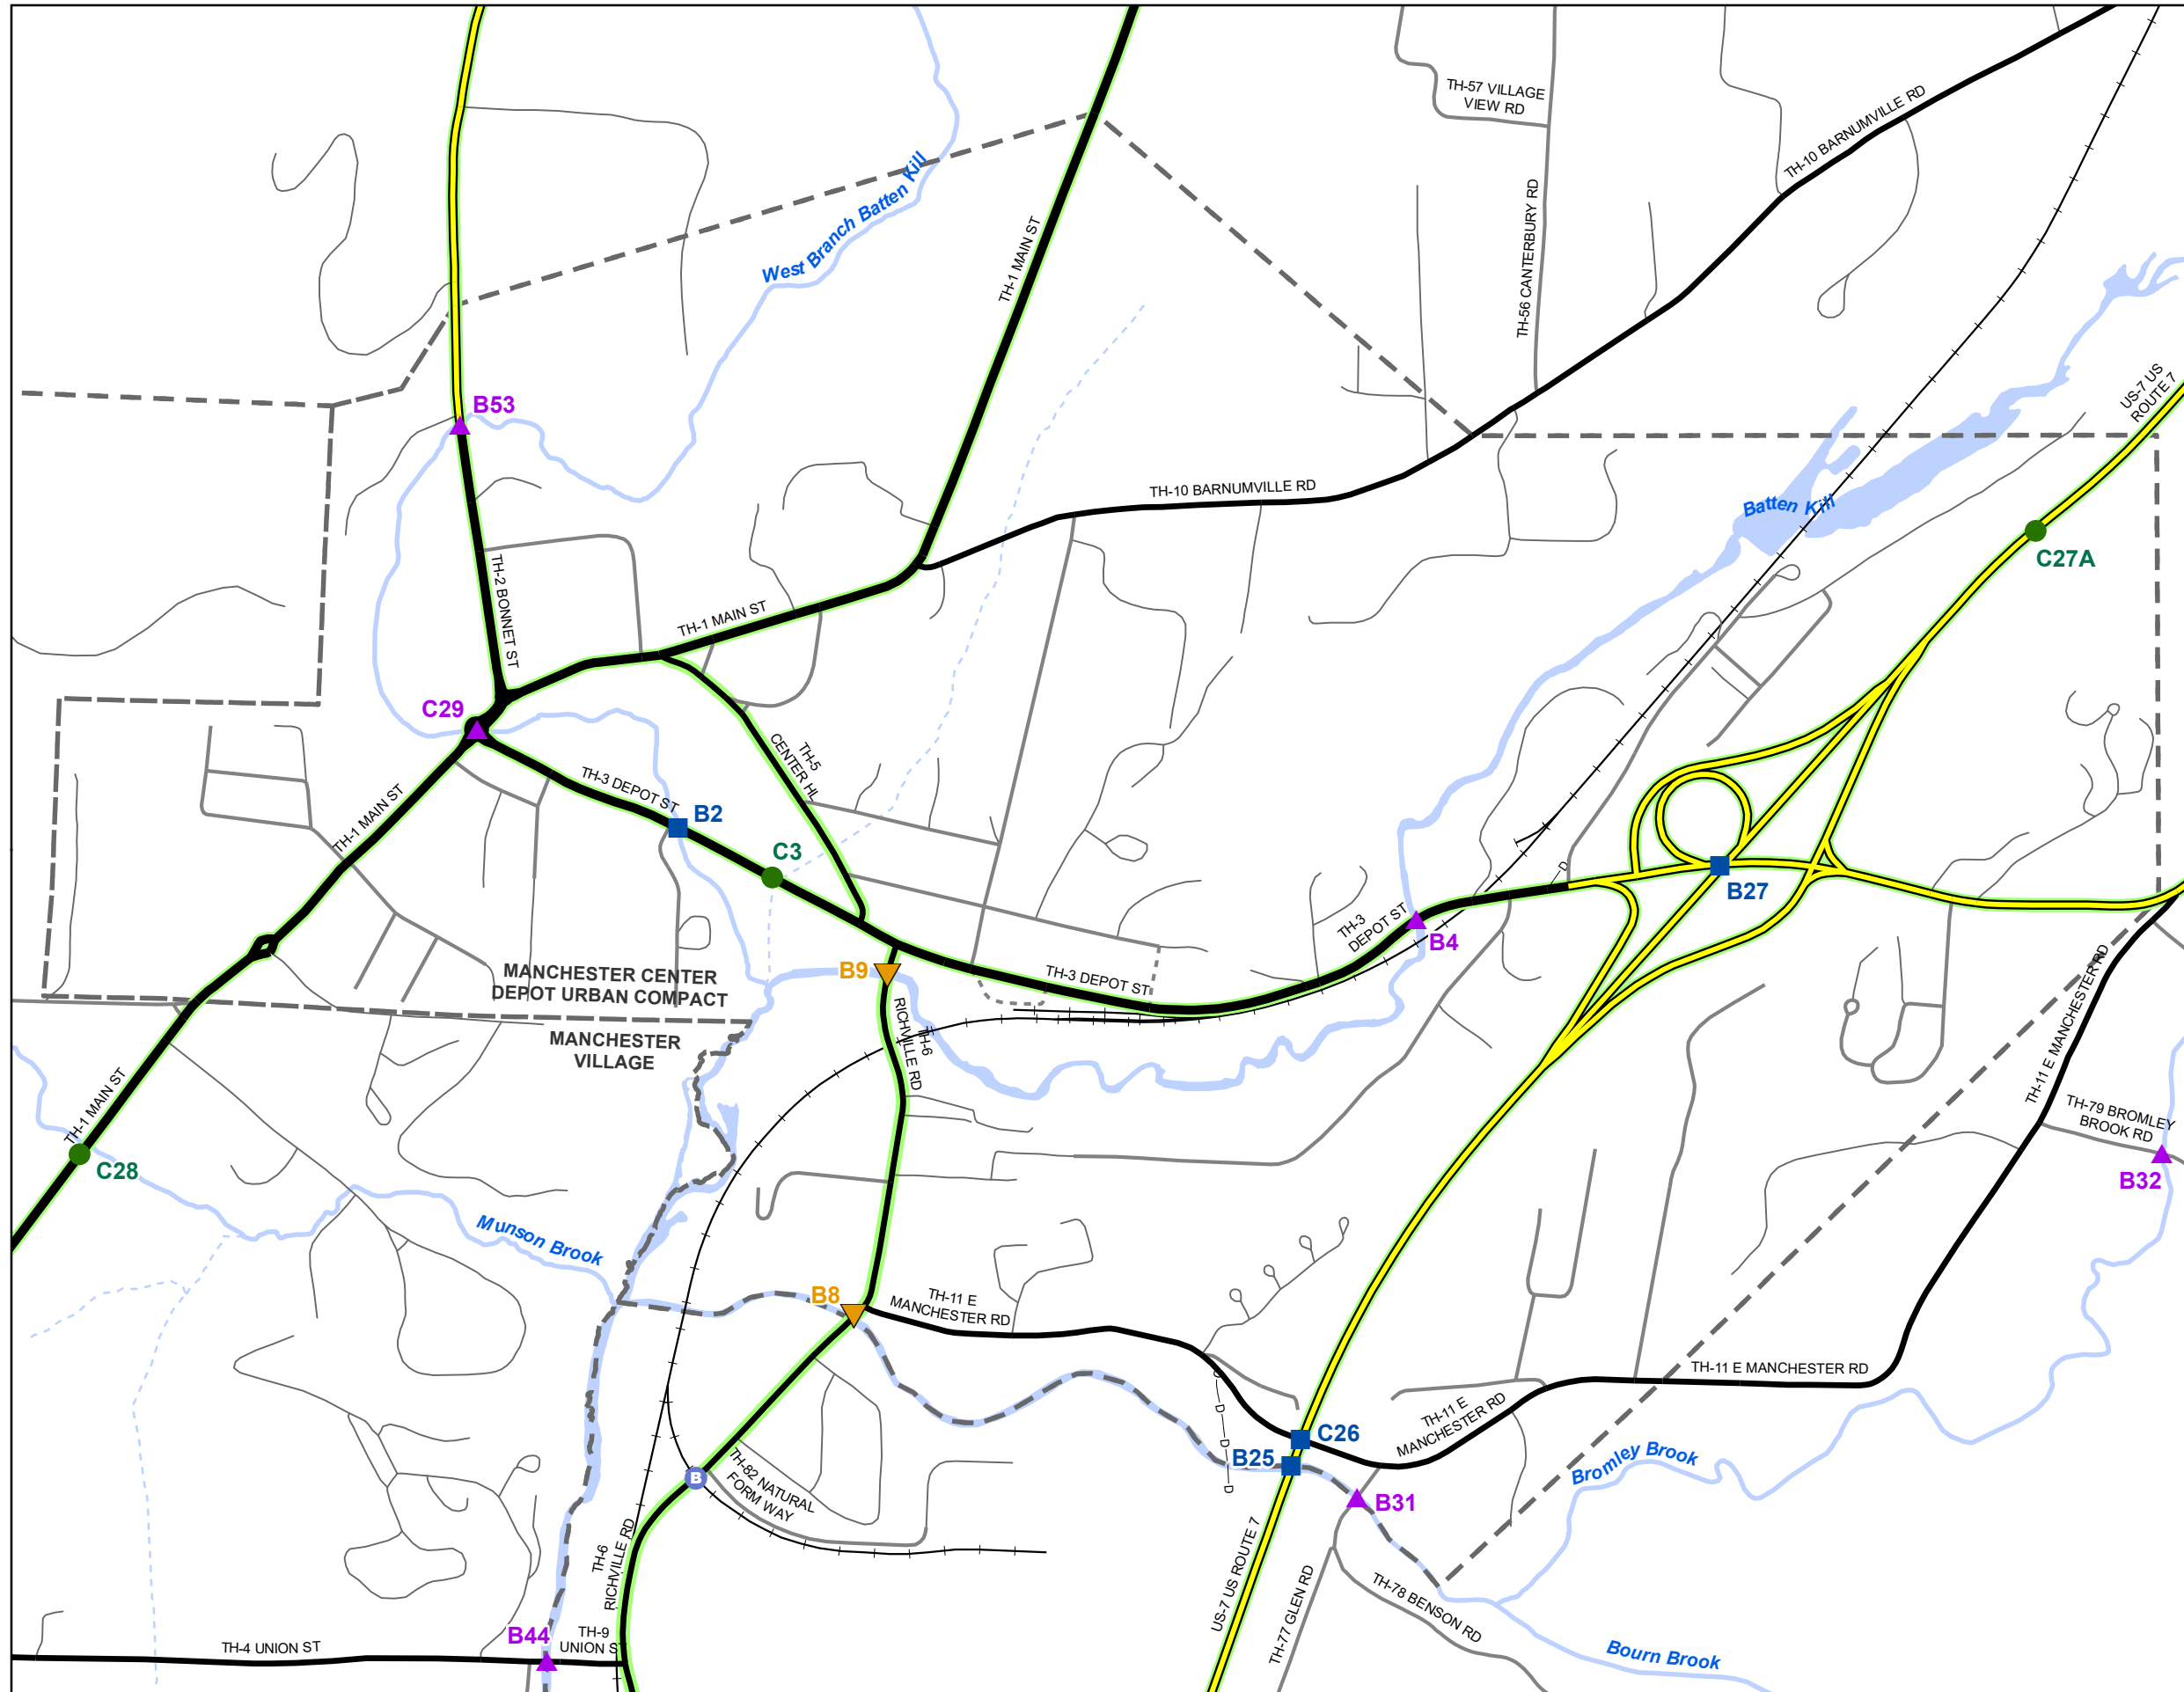 TH-57 VILLAGE
VIEW RD
TH-10 BARNUMVILLE RD
West Branch Batten Kill
TH-1 MAIN ST
TH-56 CANTERBURY RD
US-7 US
ROUTE 7
B53
TH-10 BARNUMVILLE RD
Batten Kill
C27A
TH-2 BONNET ST
TH-1 MAIN ST
C29
TH-5
CENTER HL
TH-3 DEPOT ST
B2
TH-1 MAIN ST
C3
D
B27
TH-3
DEPOT ST
B4
MANCHESTER CENTER
DEPOT URBAN COMPACT
B9
TH-3 DEPOT ST
MANCHESTER
VILLAGE
TH-6
RICHVILLE RD
TH-11 E MANCHESTER RD
TH-1 MAIN ST
C28
TH-79 BROMLEY
BROOK RD
B32
Munson Brook
B8
TH-11 E
MANCHESTER RD
TH-11 E MANCHESTER RD
TH-11 E
MANCHESTER RD
D
D
D
D
C26
B25
Bromley Brook
B
TH-82 NATURAL
FORM WAY
B31
TH-6
RICHVILLE RD
US-7 US ROUTE 7
TH-77 GLEN RD
TH-78 BENSON RD
B44
TH-4 UNION ST
TH-9
UNION ST
Bourn Brook